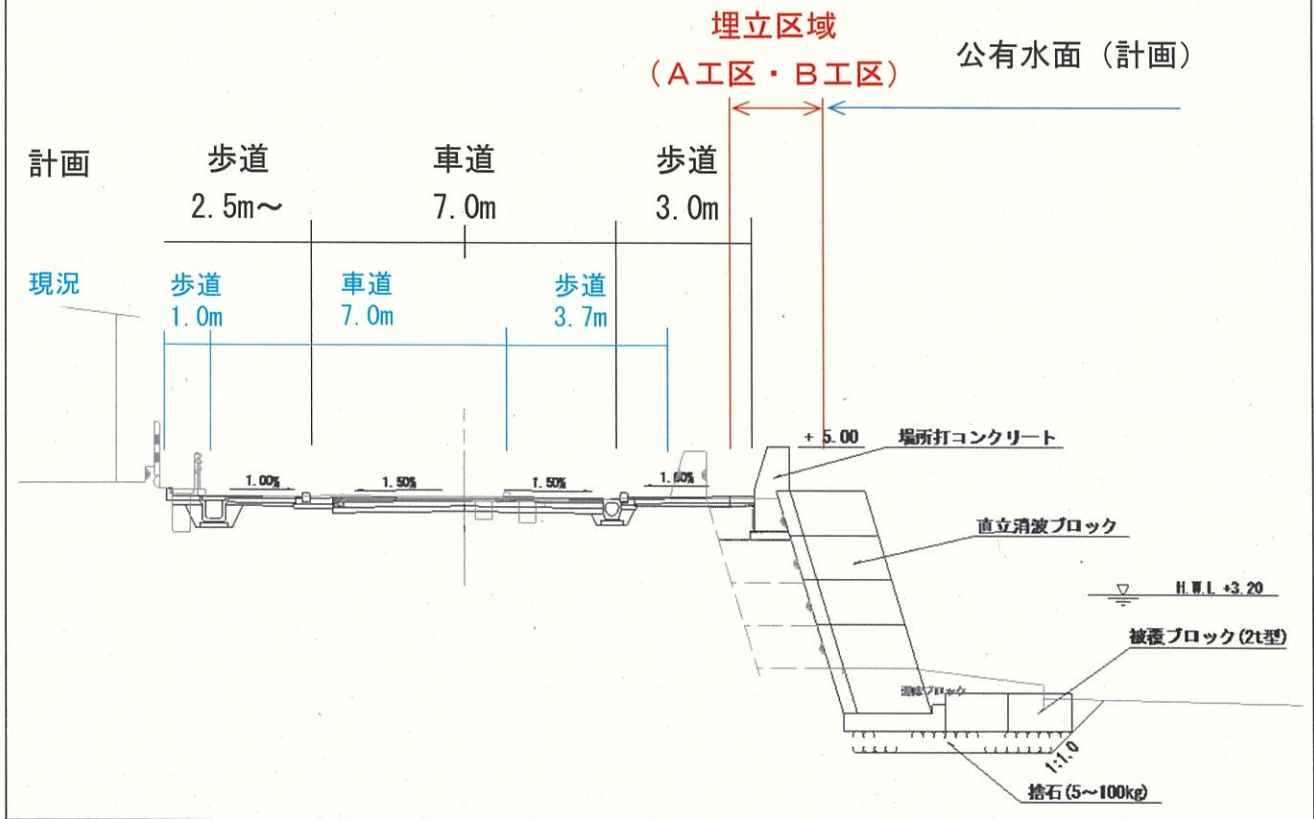 埋立区域
(A工区・B工区)
公有水面(計画)
計画
歩道
2.5m~
車道
7.0m
歩道
3.0m
現況
歩道
1.0m
車道
7.0m
歩道
3.7m
+ 5.00
場所打コンクリート
1.00%
1.50%
1.50%
直立消波ブロック
H.W.L +3.20
被覆ブロック(2t型)
1:1.0
捨石(5~100kg)